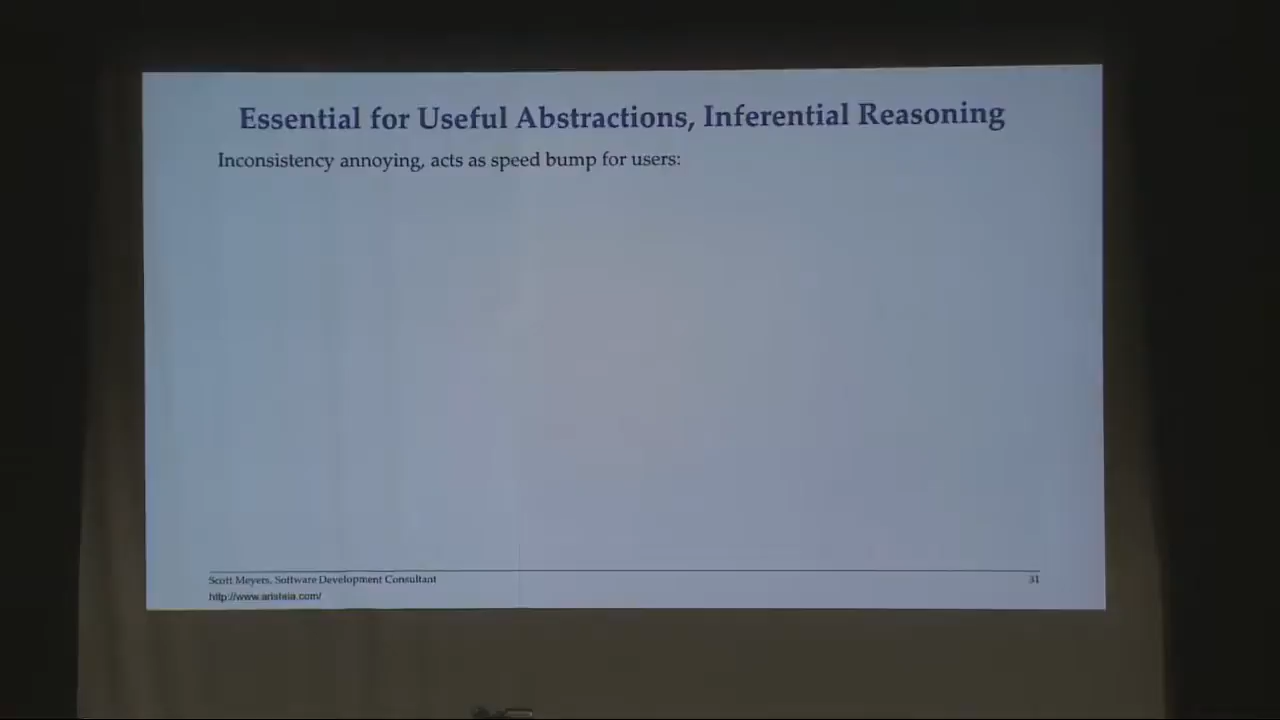 Essential for Useful Abstractions, Inferential Reasoning
Inconsistency annoying, acts as speed bump for users:
Scott Meyers, Software Development Consultant
31
http://www.aristeia.com/